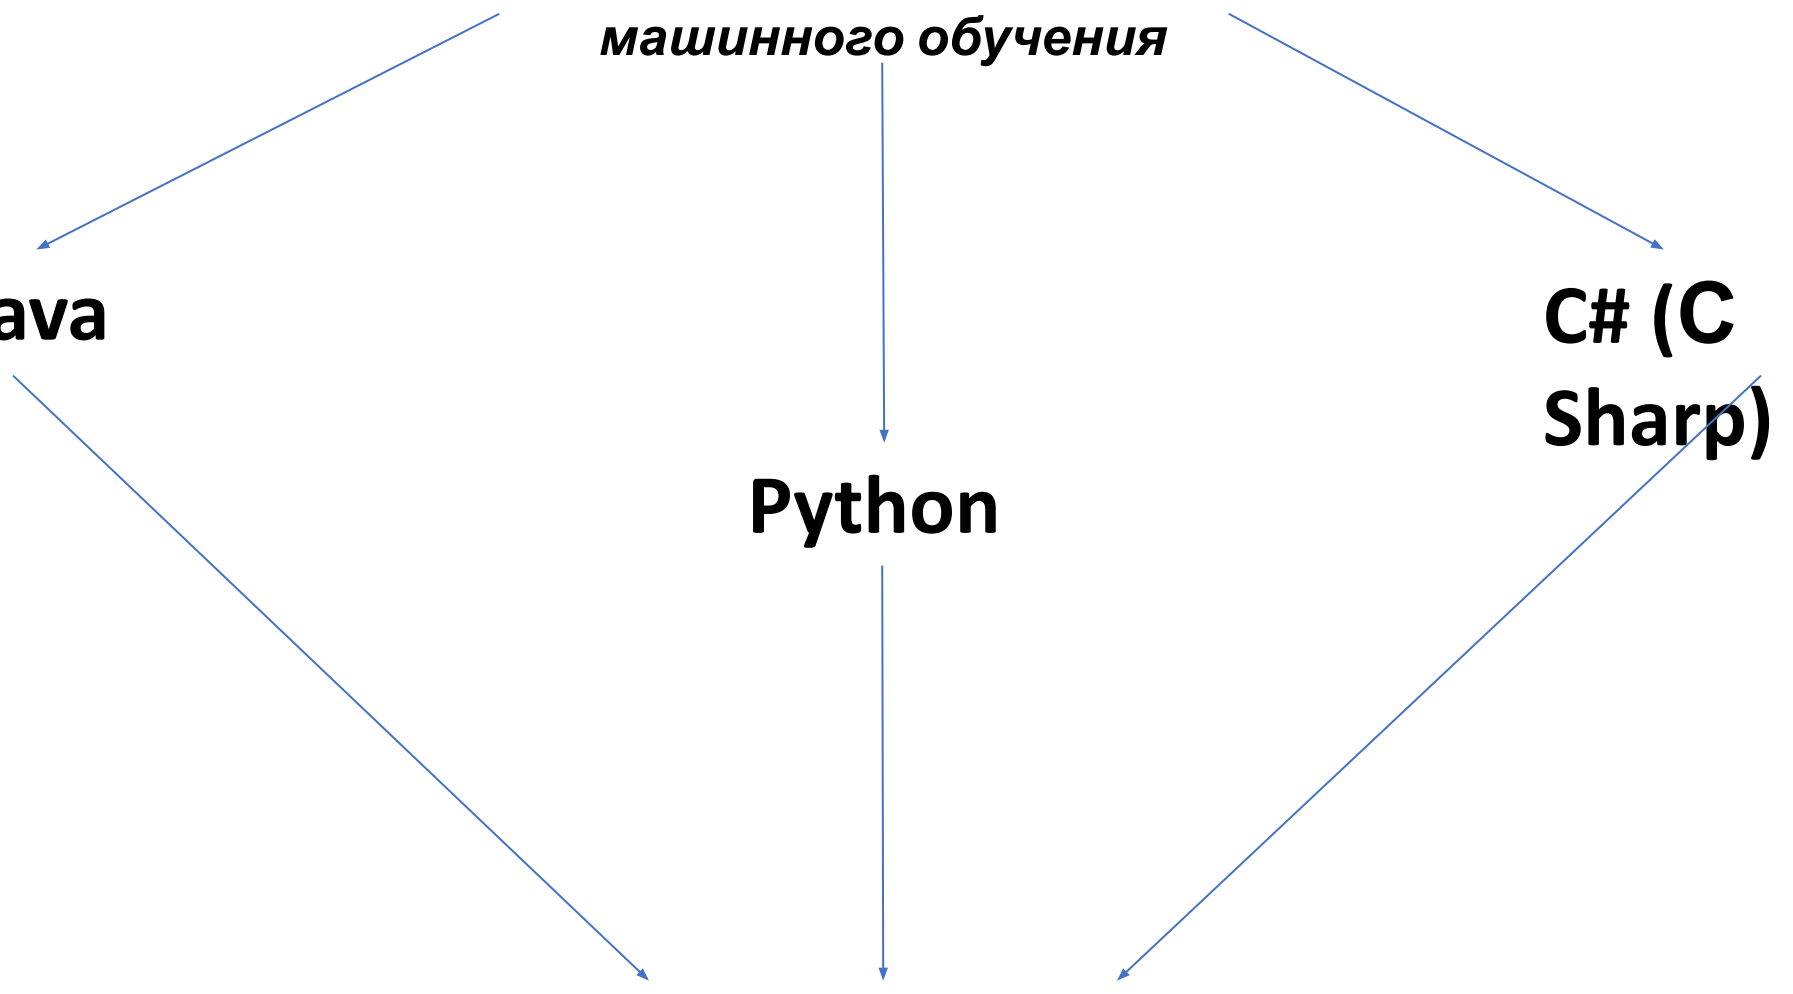 машинного обучения
ava
C# (C
Sharp)
Python